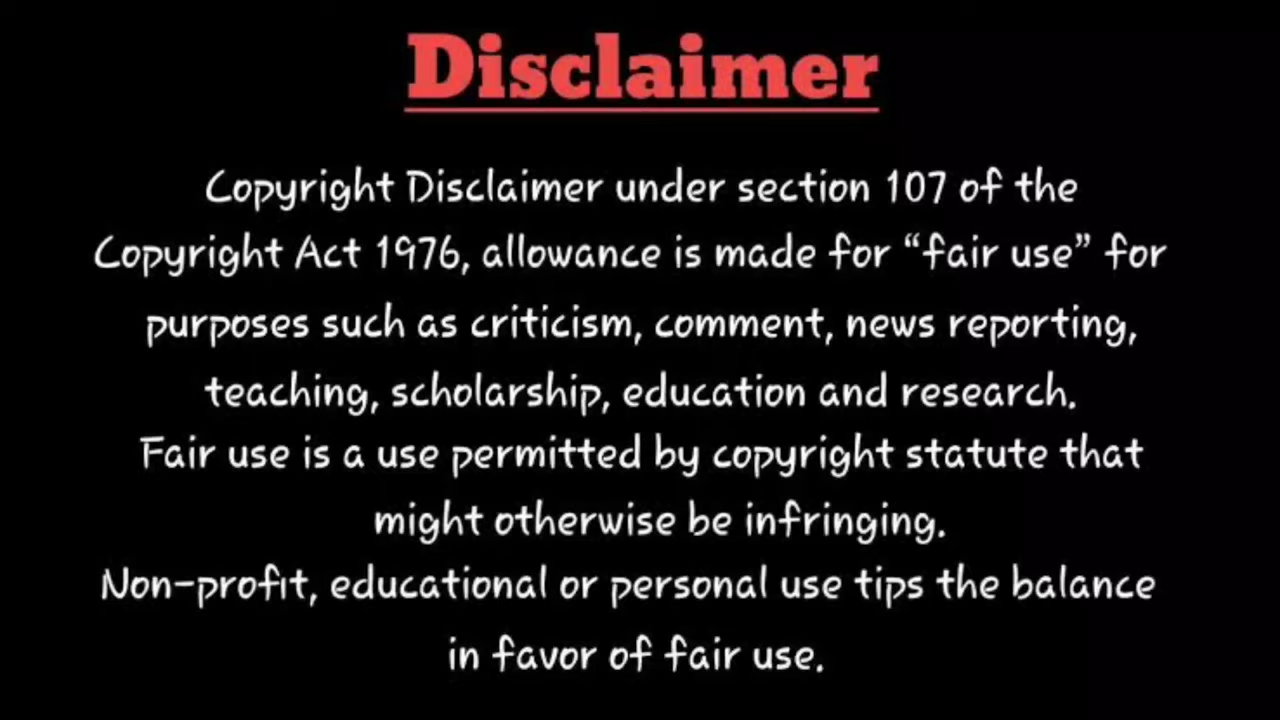 Disclaimer
Copyright Disclaimer under section 107 of the
Copyright Act 1976, allowance is made for “fair use” for
purposes such as criticism, comment, news reporting,
teaching, scholarship, education and research.
Fair use is a use permitted by copyright statute that
might otherwise be infringing.
Non-profit, educational or personal use tips the balance
in favor of fair use.